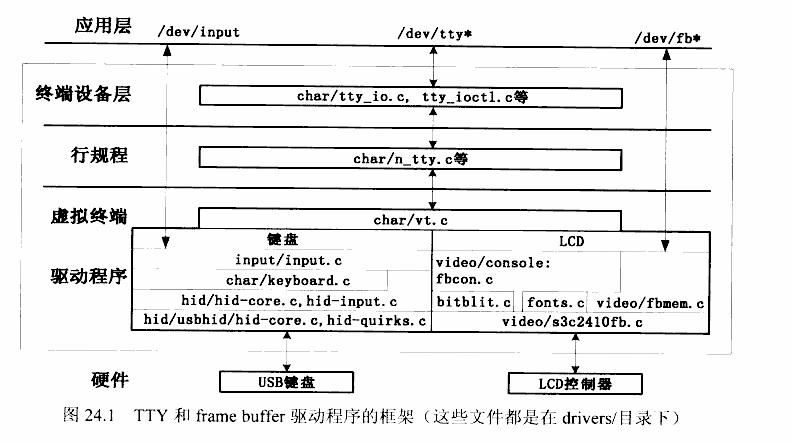 应用层 /dev/input /dev/tty* /dev/fb*
终端设备层 char/tty_io.c, tty_ioctl.c等
行规程 char/n_tty.c等
虚拟终端 char/vt.c
键盘 LCD
input/input.c video/console:
驱动程序 char/keyboard.c fbcon.c
hid/hid-core.c,hid-input.c bitblit.c fonts.c video/fbmem.c
hid/usbhid/hid-core.c,hid-quirks.c video/s3c2410fb.c
硬件 USB键盘 LCD控制器
图 24.1 TTY 和 frame buffer 驱动程序的框架（这些文件都是在 drivers/目录下）